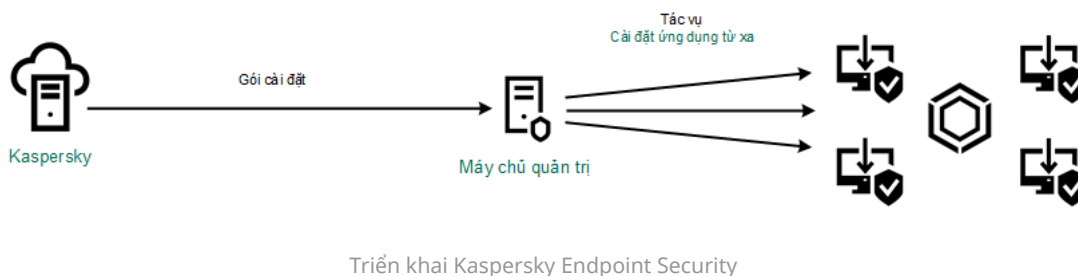 Tác vụ
Cài đặt ứng dụng từ xa
Gói cài đặt
Kaspersky
Máy chủ quản trị
Triển khai Kaspersky Endpoint Security